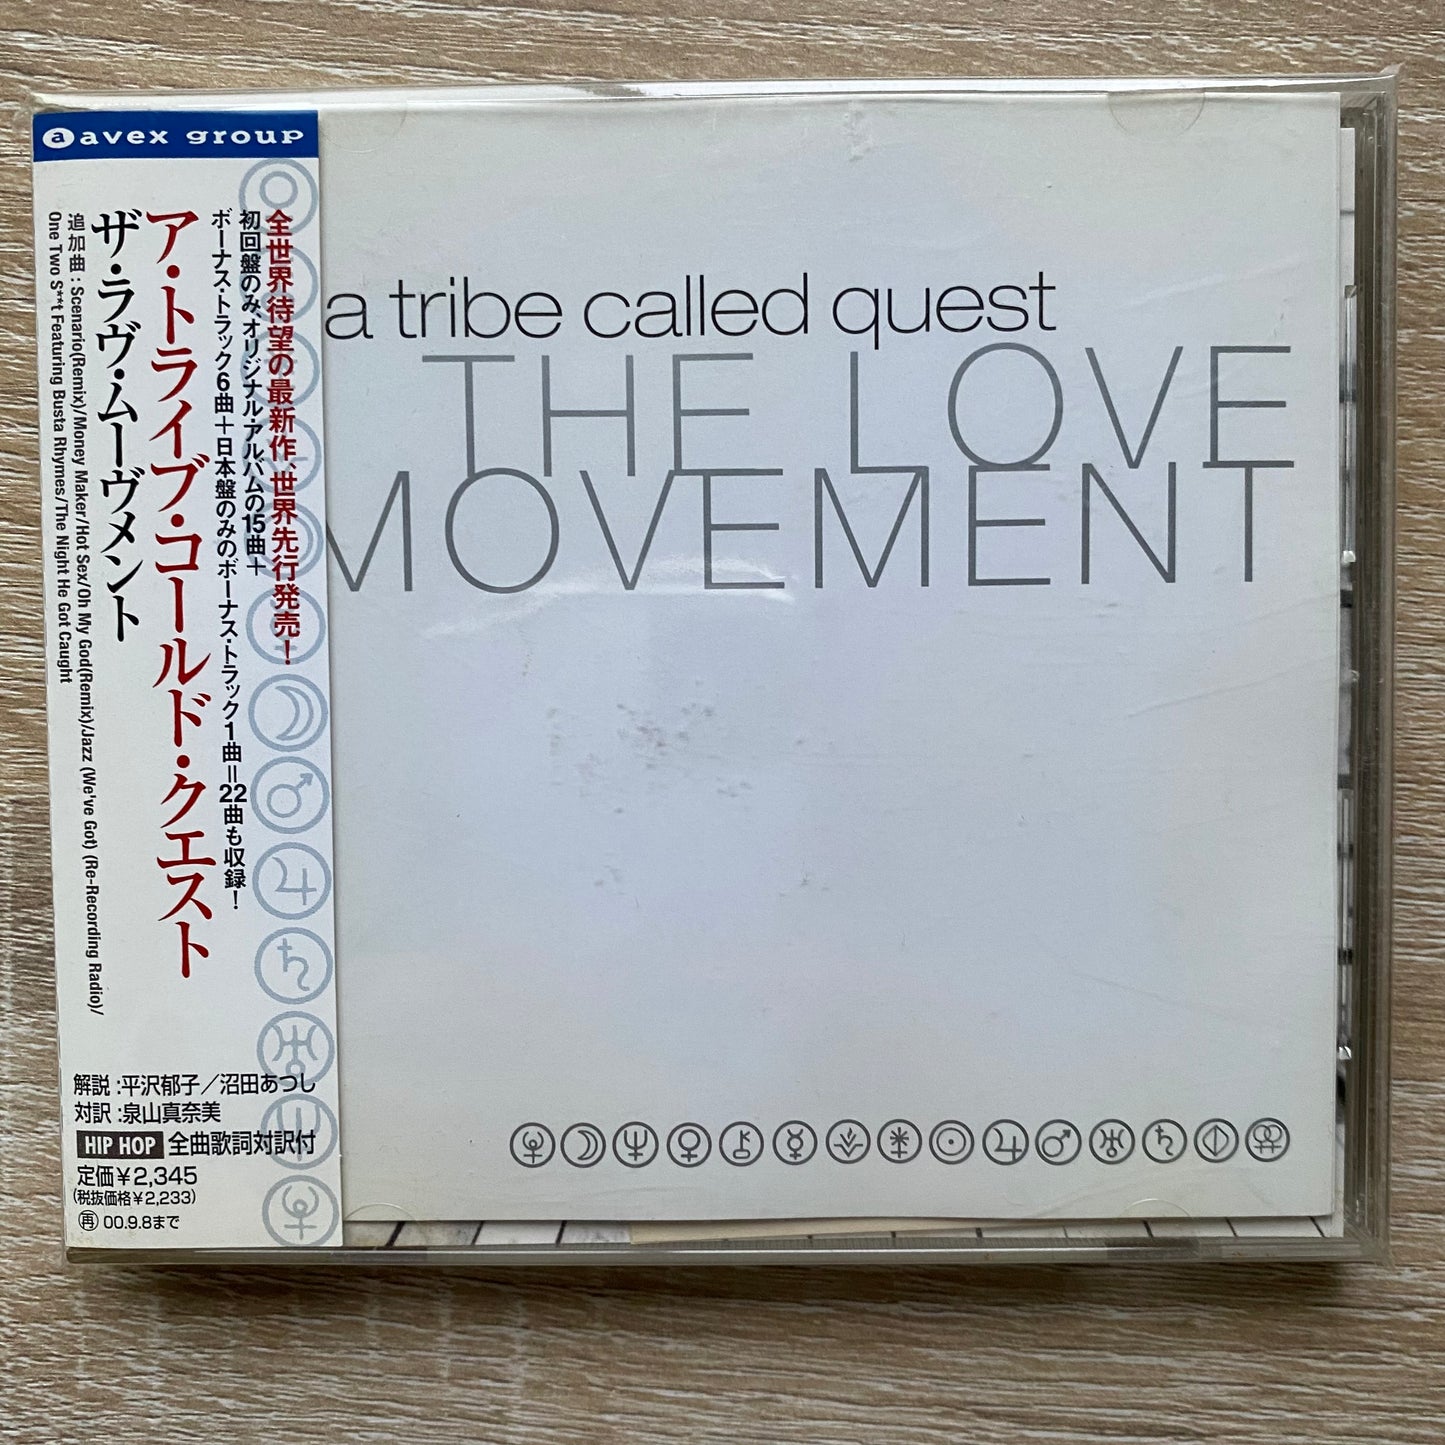 avex group
全世界待望の最新作、世界先行発売!
初回盤のみ、オリジナル・アルバムの15曲+
ボーナス・トラック6曲+日本盤のみのボーナス・トラック1曲=22曲も収録!
ア・トライブ・コールド・クエスト
ザ・ラヴ・ムーヴメント
追加曲:Scenario(Remix)/Money Maker/Hot Sex/Oh My God(Remix)/Jazz (We've Got) (Re-Recording Radio)/
One Two S**t Featuring Busta Rhymes/The Night He Got Caught
解説:平沢郁子/沼田あつし
対訳:泉山真奈美
HIP HOP 全曲歌詞対訳付
定価¥2,345
(税抜価格¥2,233)
再 00.9.8まで
a tribe called quest
THE LOVE
MOVEMENT